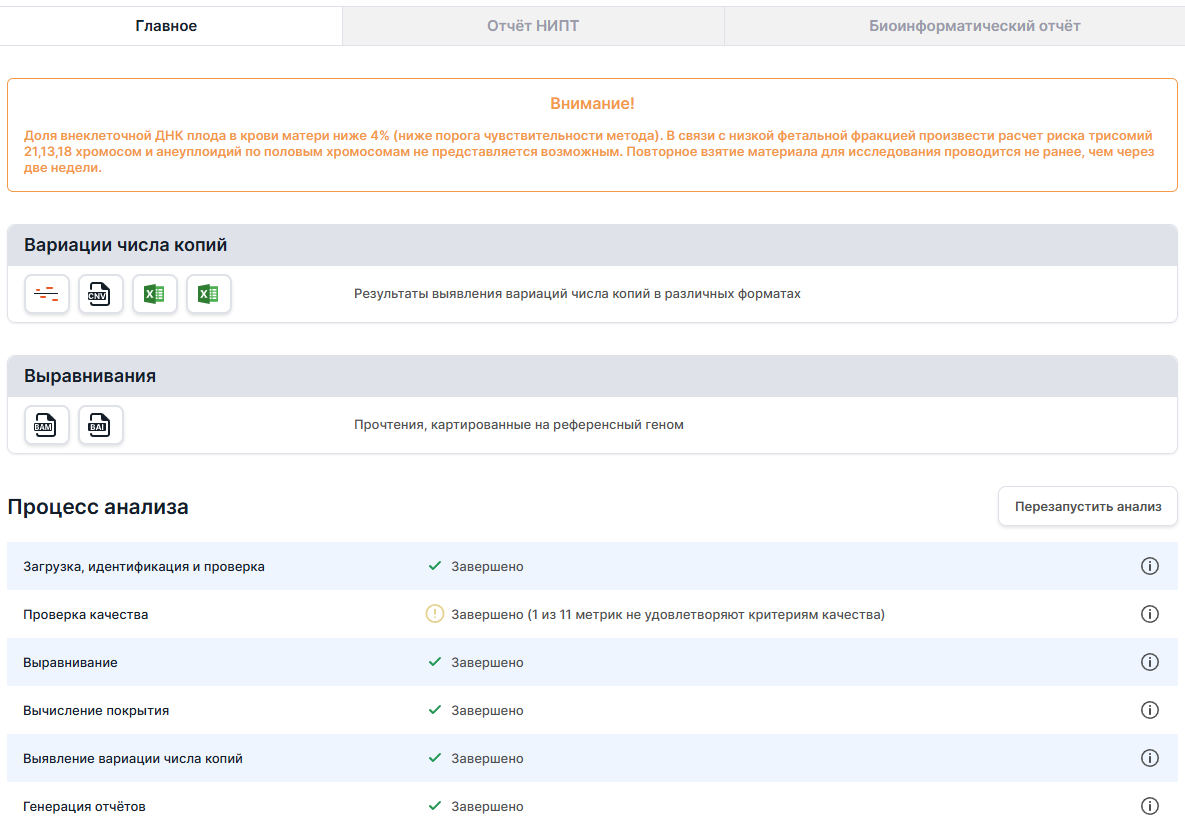 Главное
Отчёт НИПТ
Биоинформатический отчёт
Внимание!
Доля внеклеточной ДНК плода в крови матери ниже 4% (ниже порога чувствительности метода). В связи с низкой фетальной фракцией произвести расчет риска трисомий
21,13,18 хромосом и анеуплоидий по половым хромосомам не представляется возможным. Повторное взятие материала для исследования проводится не ранее, чем через
две недели.
Вариации числа копий
CNV
X
X
Результаты выявления вариаций числа копий в различных форматах
Выравнивания
BAM
BAI
Прочтения, картированные на референсный геном
Процесс анализа
Перезапустить анализ
Загрузка, идентификация и проверка
Завершено
Проверка качества
Завершено (1 из 11 метрик не удовлетворяют критериям качества)
Выравнивание
Завершено
Вычисление покрытия
Завершено
Выявление вариации числа копий
Завершено
Генерация отчётов
Завершено